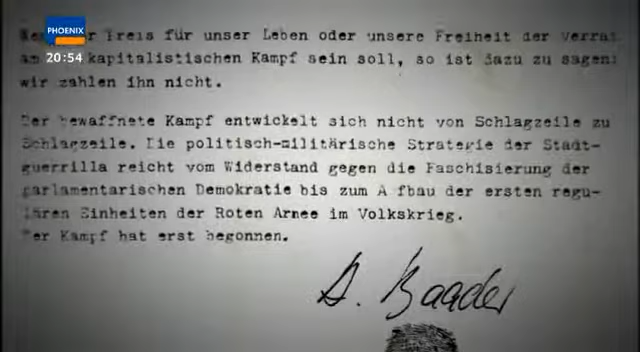 PHOENIX
20:54
Preis für unser Leben oder unsere Freiheit der Verrat
kapitalistischen Kampf sein soll, so ist dazu zu sagen:
wir zahlen ihn nicht.
Der bewaffnete Kampf entwickelt sich nicht von Schlagzeile zu
Schlagzeile. Die politisch-militärische Strategie der Stadt-
guerrilla reicht vom Widerstand gegen die Faschisierung der
parlamentarischen Demokratie bis zum A fbau der ersten regu-
lären Einheiten der Roten Armee im Volkskrieg.
Der Kampf hat erst begonnen.
A. Baader